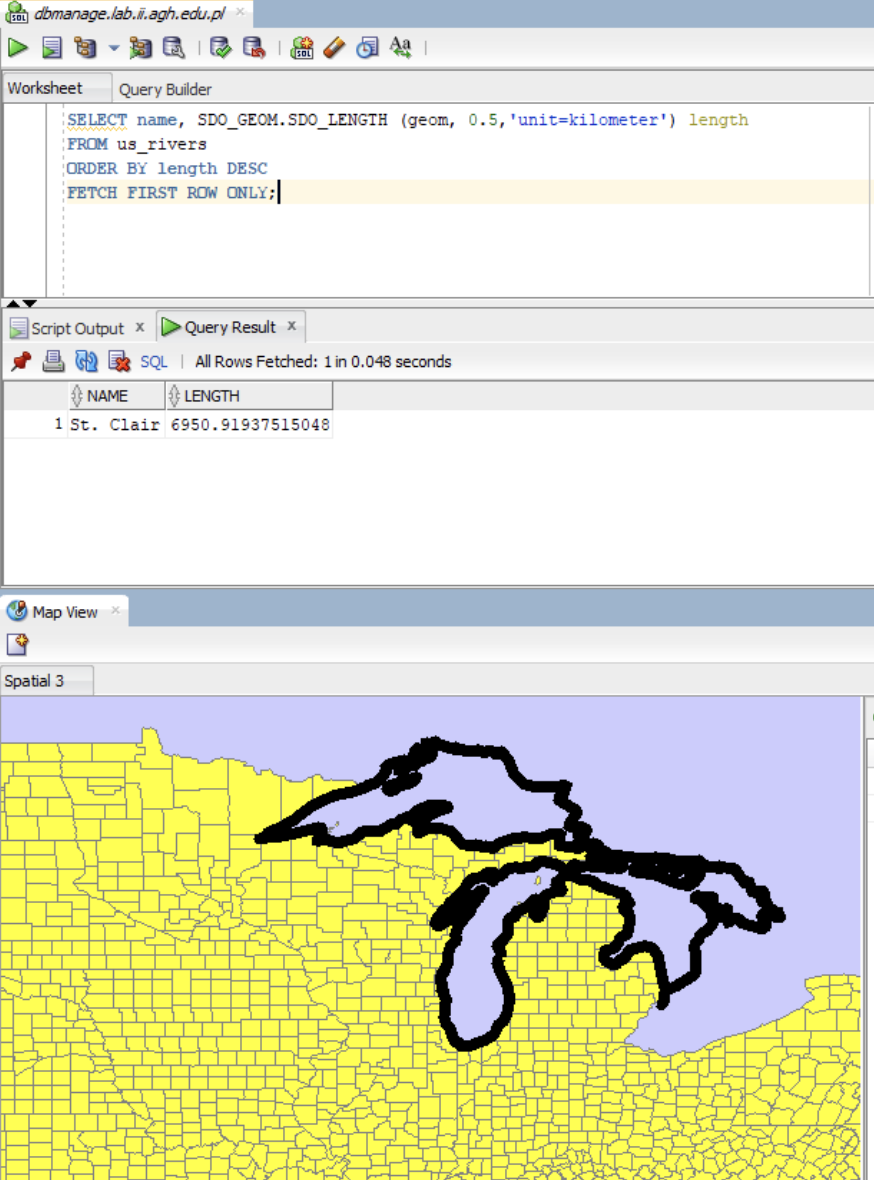 dbmanage.lab.ii.agh.edu.pl
SQL Aa
Worksheet Query Builder
SELECT name, SDO_GEOM.SDO_LENGTH (geom, 0.5,'unit=kilometer') length
FROM us_rivers
ORDER BY length DESC
FETCH FIRST ROW ONLY;
Script Output x Query Result x
SQL | All Rows Fetched: 1 in 0.048 seconds
NAME LENGTH
1 St. Clair 6950.91937515048
Map View
Spatial 3